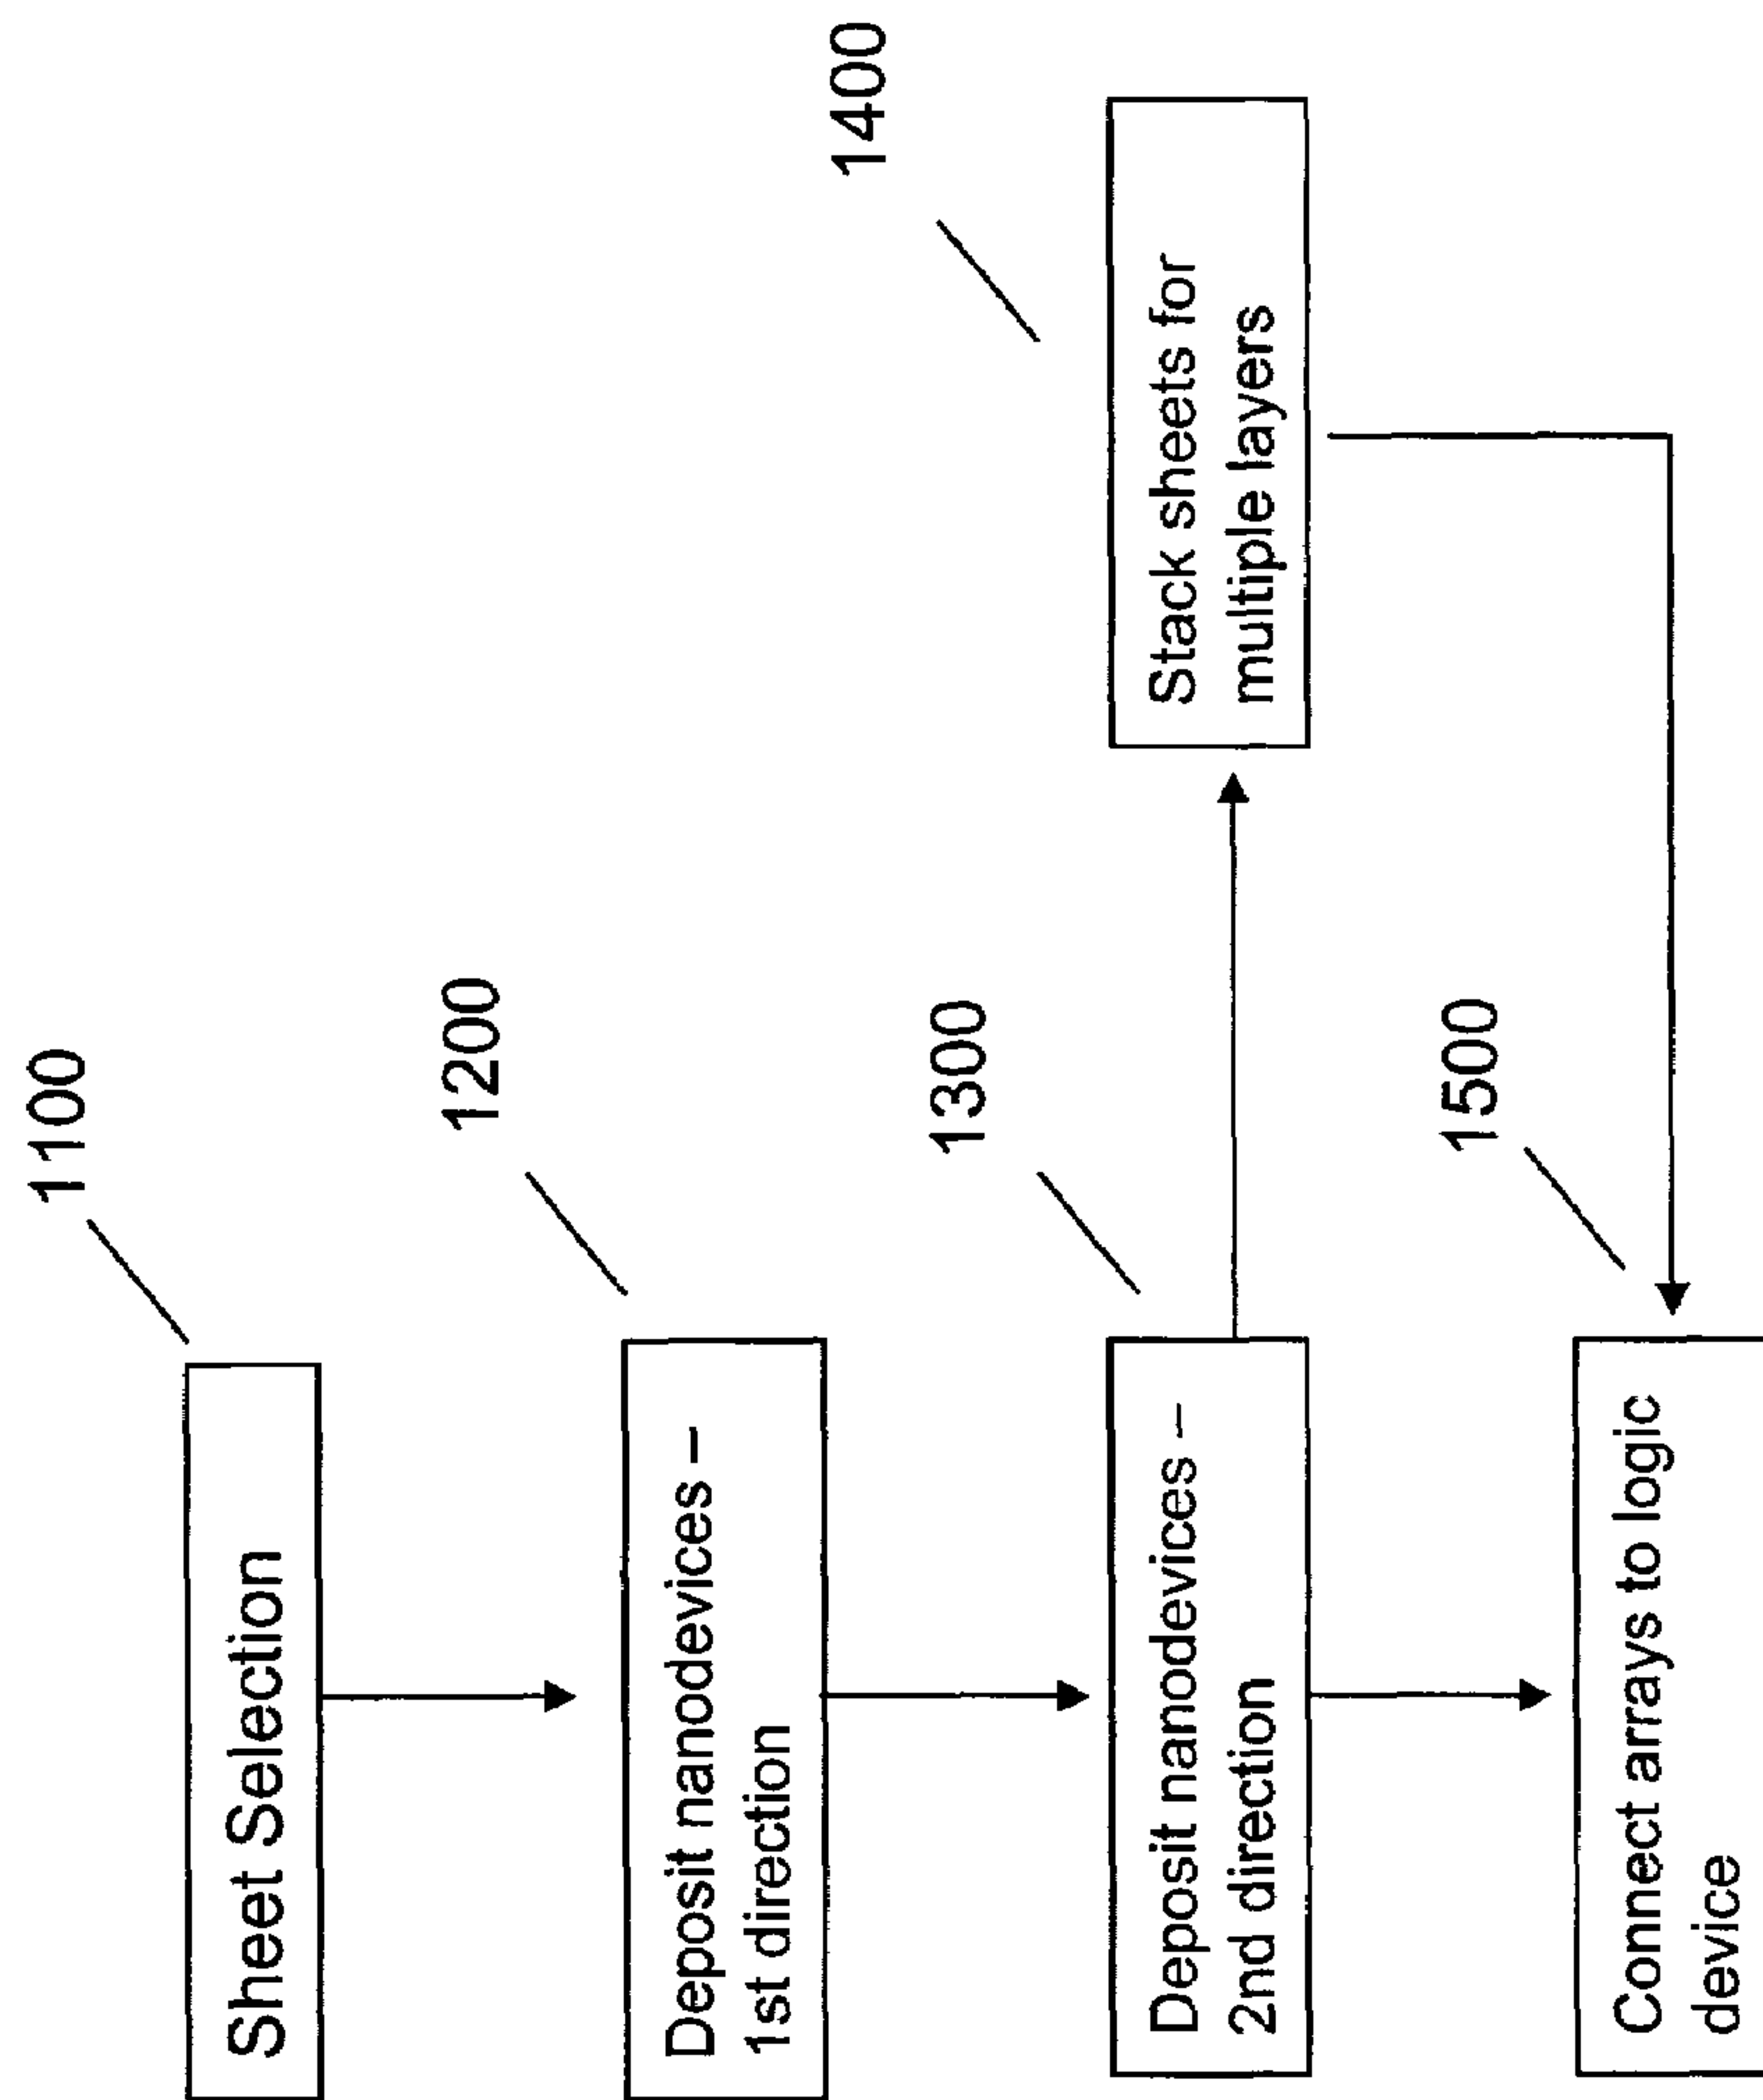 1100
Sheet Selection
1200
Deposit nanodevices –
1st direction
1300
Deposit nanodevices –
2nd direction
1400
Stack sheets for
multiple layers
1500
Connect arrays to logic
device